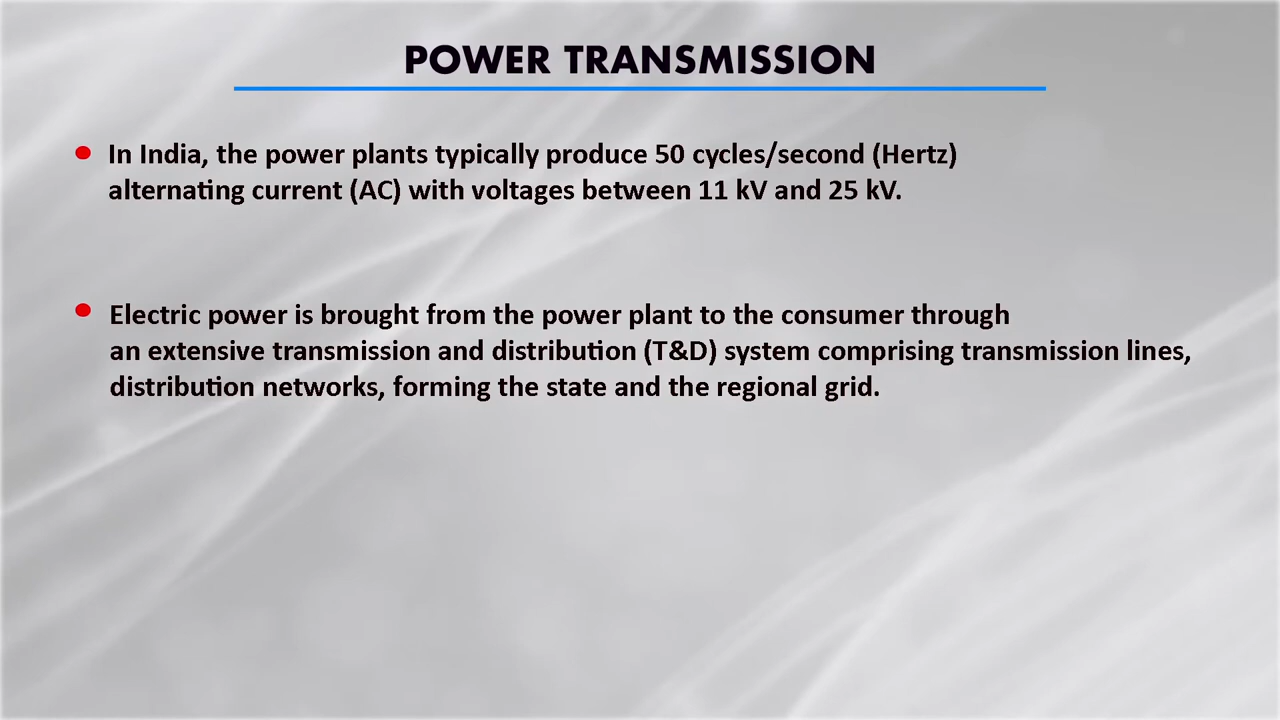 POWER TRANSMISSION
• In India, the power plants typically produce 50 cycles/second (Hertz)
alternating current (AC) with voltages between 11 kV and 25 kV.
• Electric power is brought from the power plant to the consumer through
an extensive transmission and distribution (T&D) system comprising transmission lines,
distribution networks, forming the state and the regional grid.